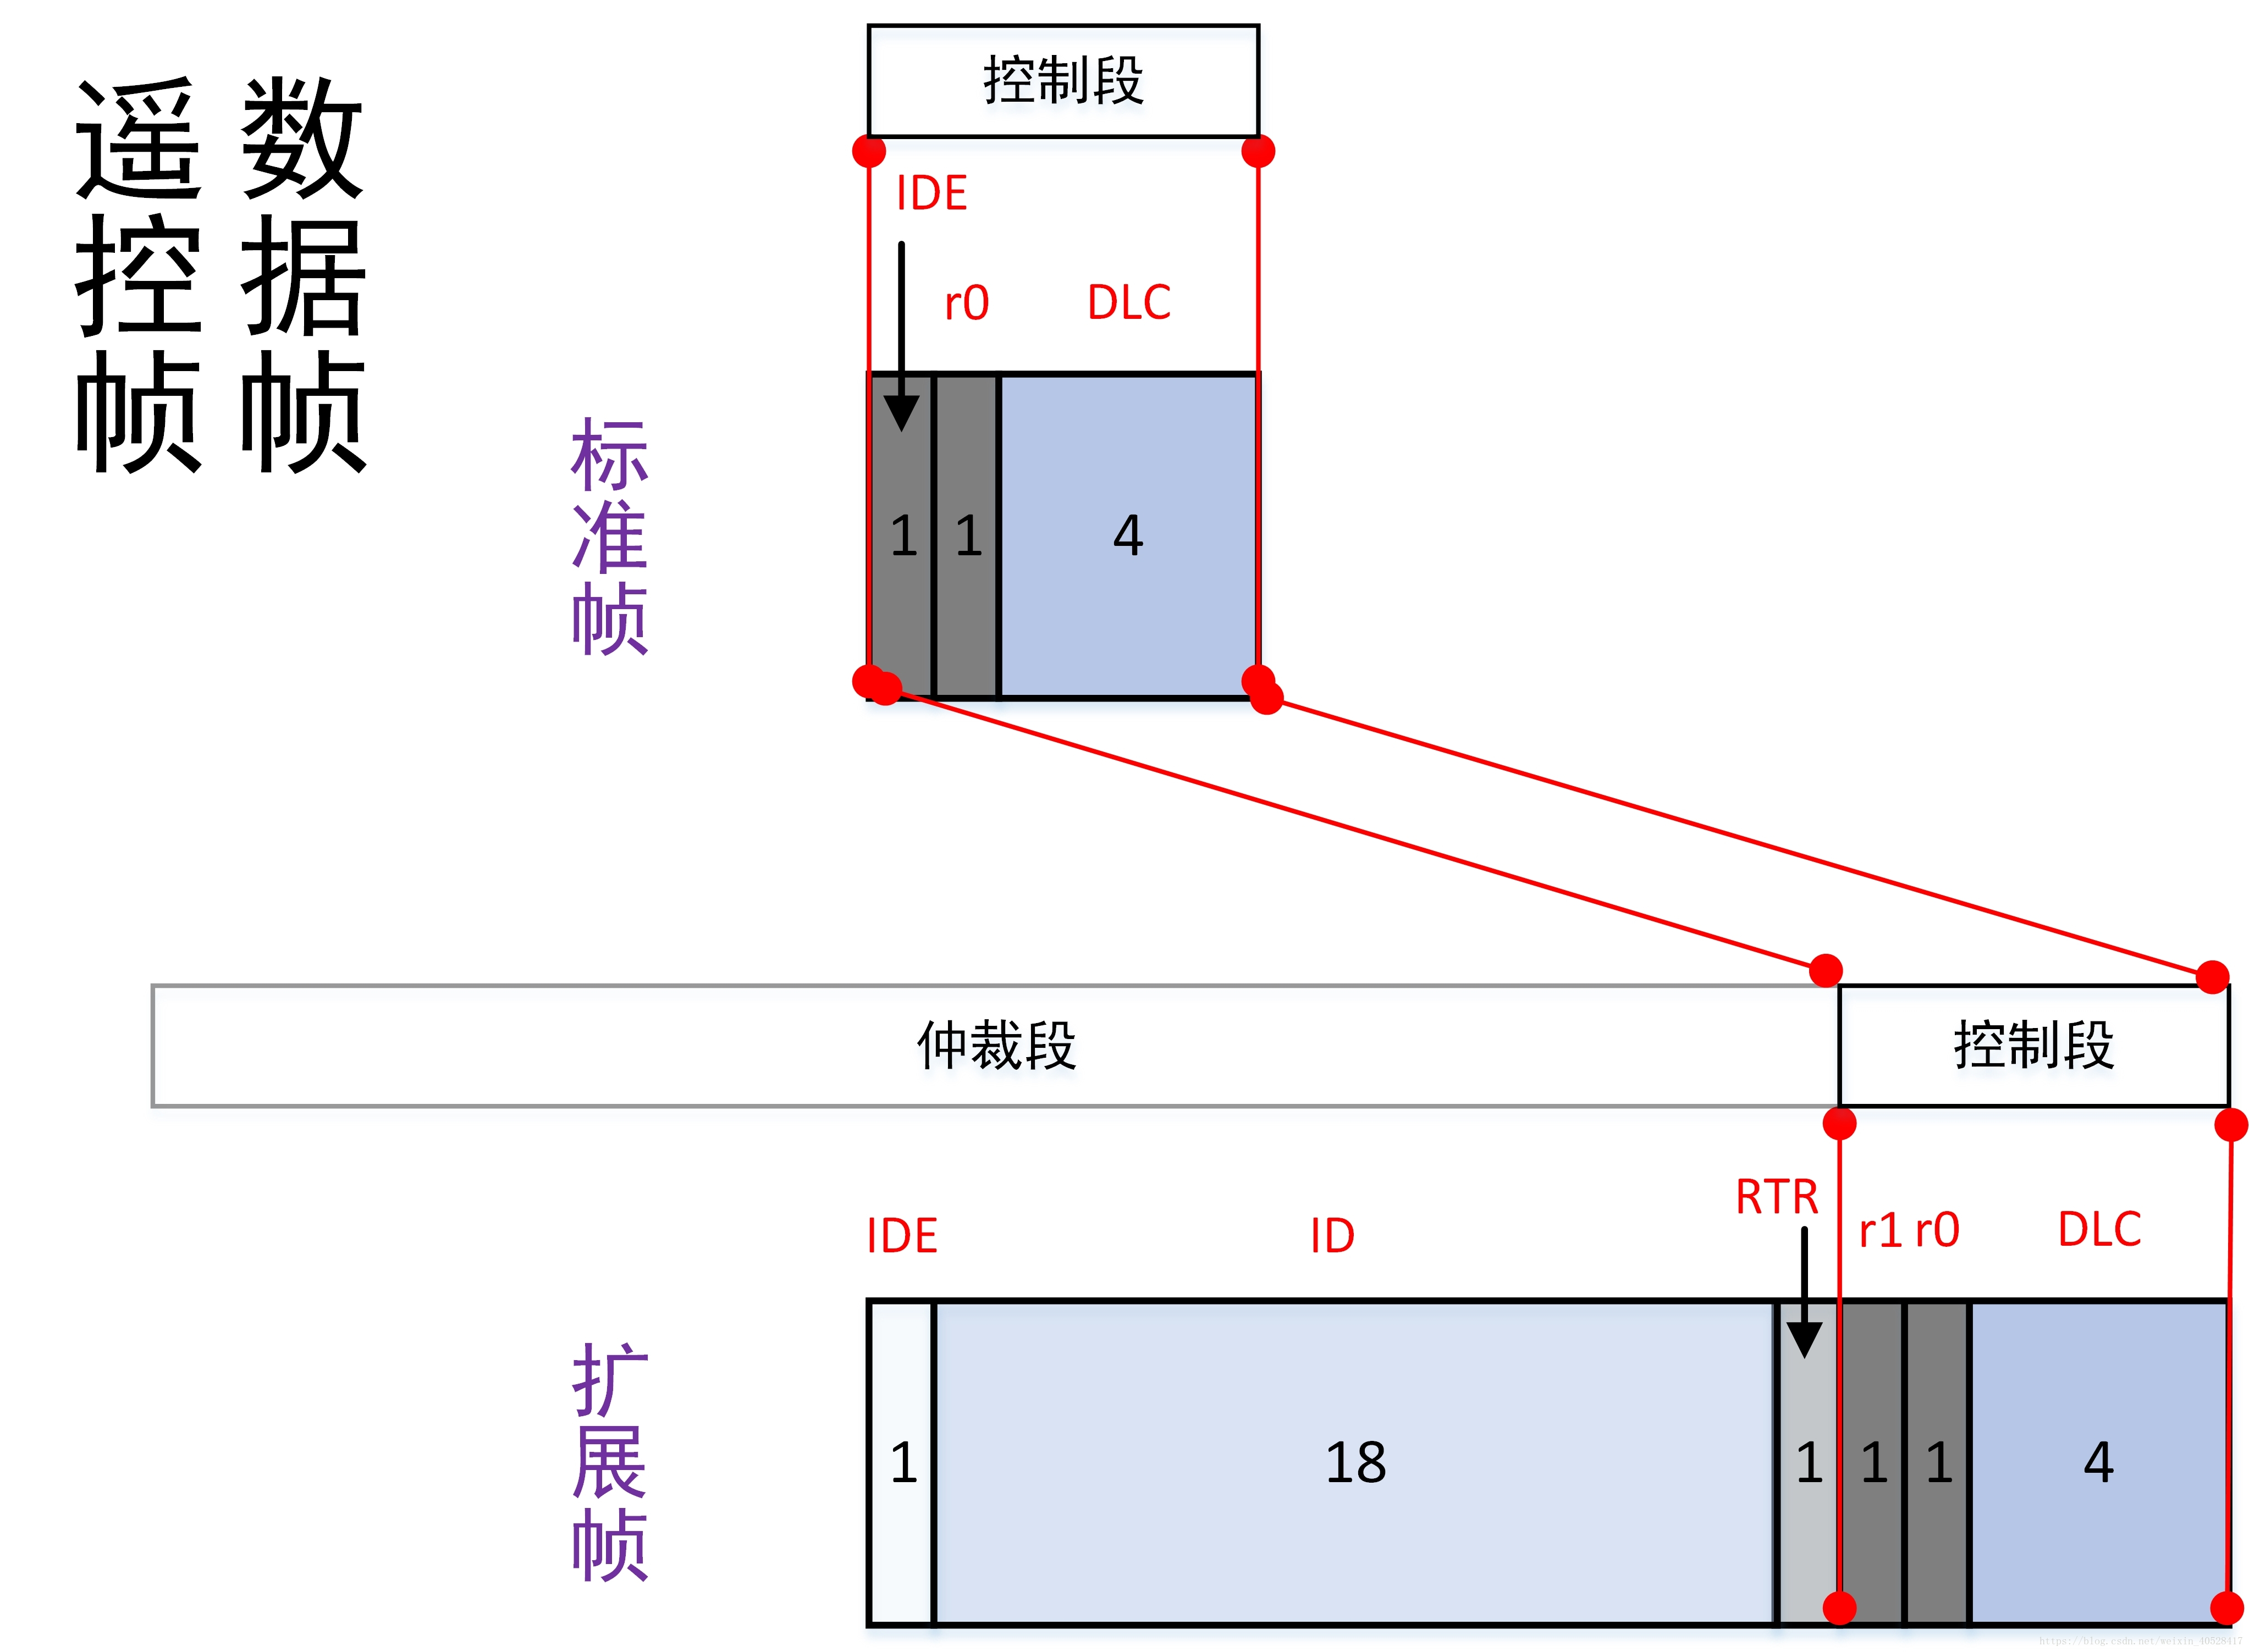 数据帧
遥控帧
控制段
IDE
r0 DLC
标准帧
1 1 4
仲裁段 控制段
RTR
IDE ID r1 r0 DLC
扩展帧
1 18 1 1 1 4
https://blog.csdn.net/weixin_40528417